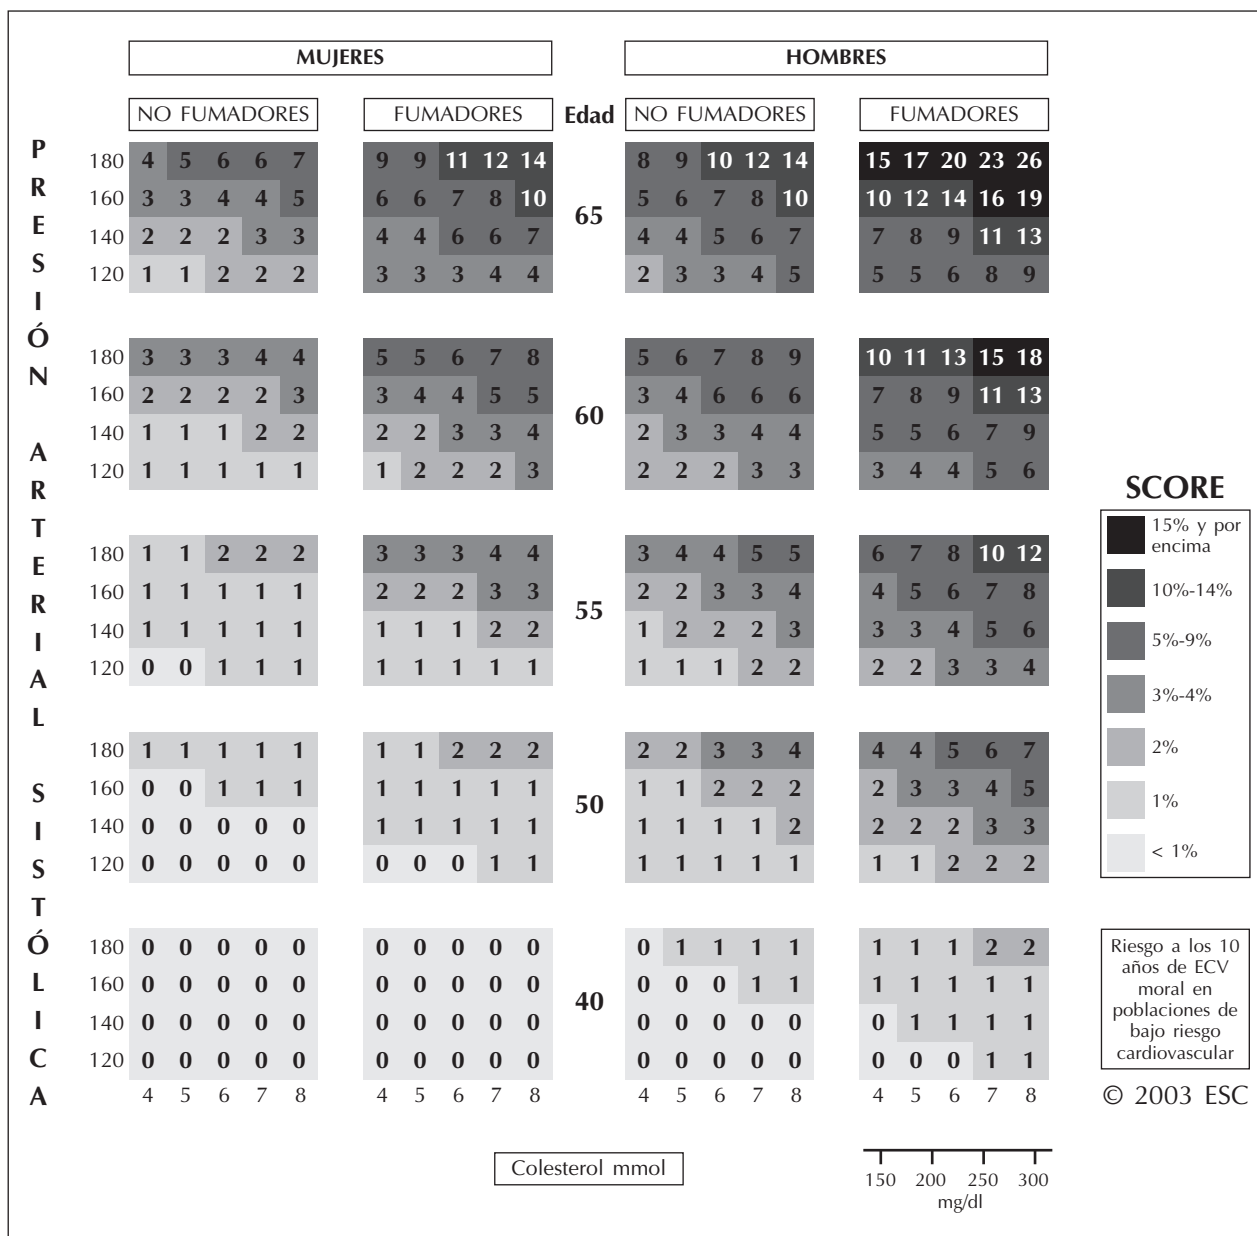 MUJERES HOMBRES
NO FUMADORES FUMADORES Edad NO FUMADORES FUMADORES
PRESIÓN ARTERIAL SISTÓLICA
180 4 5 6 6 7 9 9 11 12 14 8 9 10 12 14 15 17 20 23 26
160 3 3 4 4 5 6 6 7 8 10 5 6 7 8 10 10 12 14 16 19
65
140 2 2 2 3 3 4 4 6 6 7 4 4 5 6 7 7 8 9 11 13
120 1 1 2 2 2 3 3 3 4 4 2 3 3 4 5 5 5 6 8 9
180 3 3 3 4 4 5 5 6 7 8 5 6 7 8 9 10 11 13 15 18
160 2 2 2 2 3 3 4 4 5 5 3 4 6 6 6 7 8 9 11 13
60
140 1 1 1 2 2 2 2 3 3 4 2 3 3 4 4 5 5 6 7 9
120 1 1 1 1 1 1 2 2 2 3 2 2 2 3 3 3 4 4 5 6
180 1 1 2 2 2 3 3 3 4 4 3 4 4 5 5 6 7 8 10 12
160 1 1 1 1 1 2 2 2 3 3 2 2 3 3 4 4 5 6 7 8
55
140 1 1 1 1 1 1 1 1 2 2 1 2 2 2 3 3 3 4 5 6
120 0 0 1 1 1 1 1 1 1 1 1 1 1 2 2 2 2 3 3 4
180 1 1 1 1 1 1 1 2 2 2 2 2 3 3 4 4 4 5 6 7
160 0 0 1 1 1 1 1 1 1 1 1 1 2 2 2 2 3 3 4 5
50
140 0 0 0 0 0 1 1 1 1 1 1 1 1 1 2 2 2 2 3 3
120 0 0 0 0 0 0 0 0 1 1 1 1 1 1 1 1 1 2 2 2
180 0 0 0 0 0 0 0 0 0 0 0 1 1 1 1 1 1 1 2 2
160 0 0 0 0 0 0 0 0 0 0 0 0 0 1 1 1 1 1 1 1
40
140 0 0 0 0 0 0 0 0 0 0 0 0 0 0 0 0 1 1 1 1
120 0 0 0 0 0 0 0 0 0 0 0 0 0 0 0 0 0 0 1 1
4 5 6 7 8 4 5 6 7 8 4 5 6 7 8 4 5 6 7 8
Colesterol mmol
150 200 250 300
mg/dl
SCORE
15% y por
encima
10%-14%
5%-9%
3%-4%
2%
1%
< 1%
Riesgo a los 10
años de ECV
moral en
poblaciones de
bajo riesgo
cardiovascular
© 2003 ESC